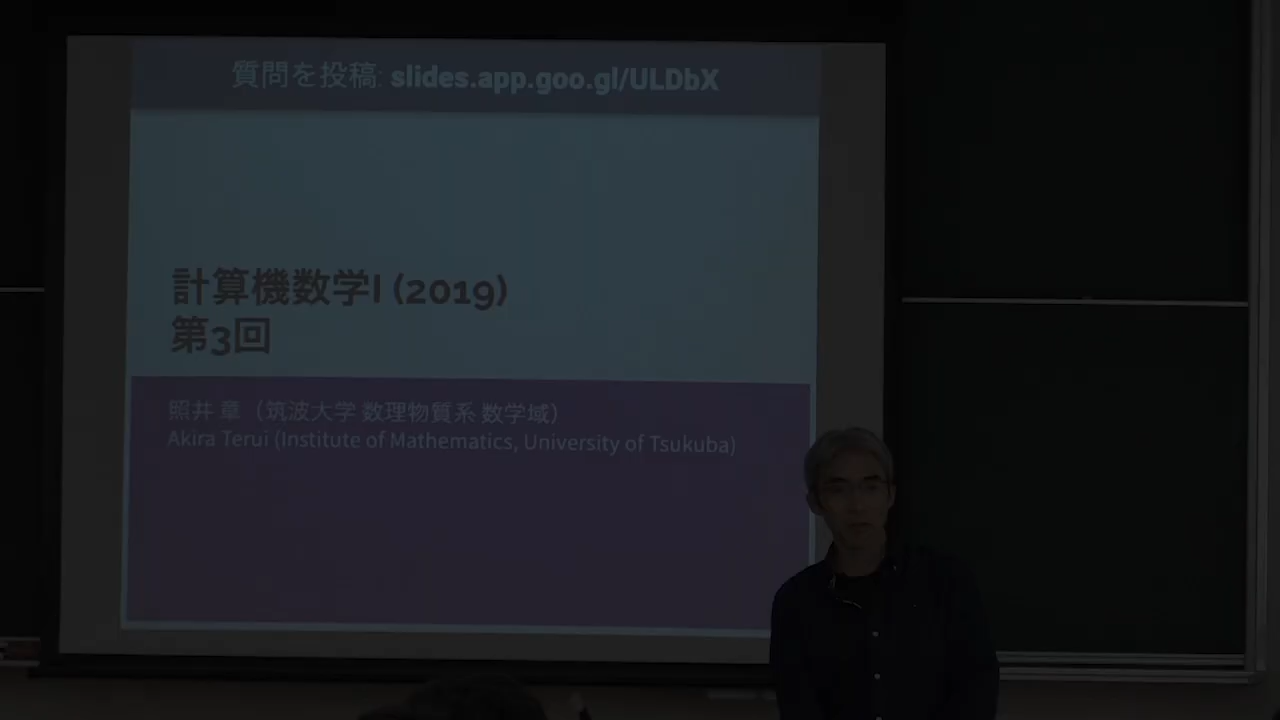 質問を投稿: slides.app.goo.gl/ULDbX
計算機数学I (2019)
第3回
照井 章（筑波大学 数理物質系 数学域）
Akira Terui (Institute of Mathematics, University of Tsukuba)